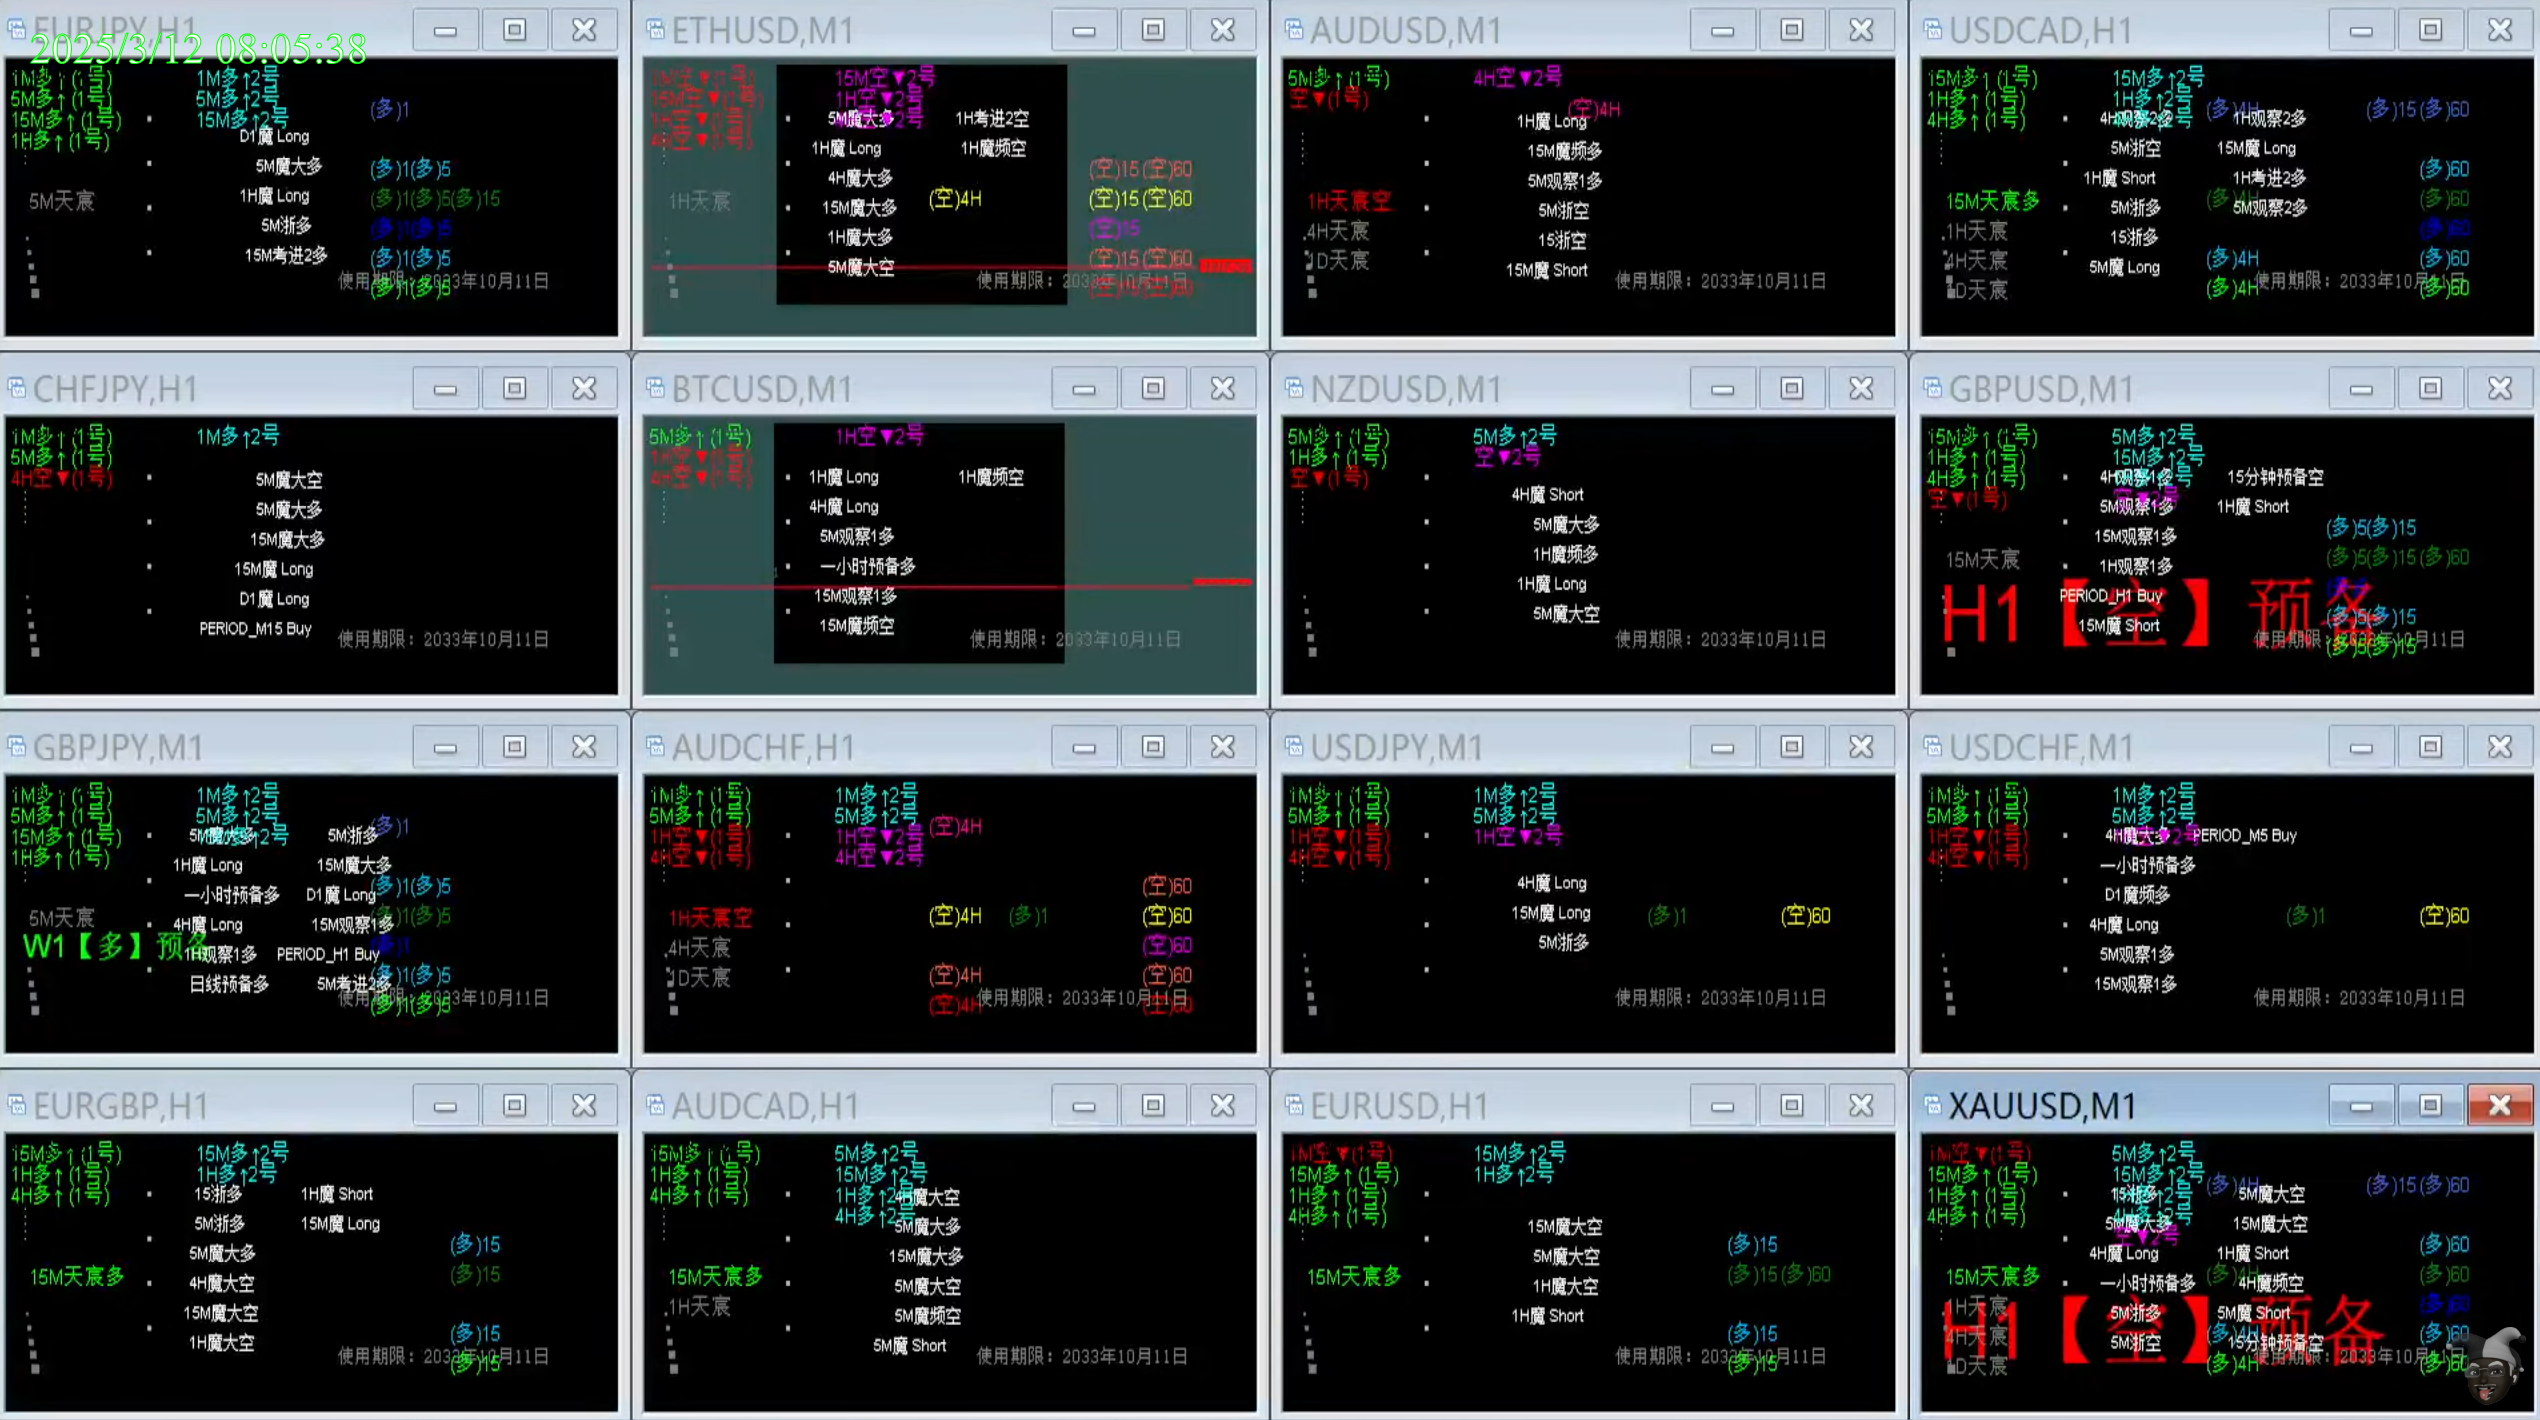 EURJPY,H1
2025/3/12 08:05:38
1M多↑(1号)
5M多↑(1号)
15M多↑(1号)
1H多↑(1号)
1M多↑2号
5M多↑2号
15M多↑2号
D1魔 Long
5M魔大多
1H魔 Long
5M浙多
15M考进2多
5M天宸
(多)1
(多)1(多)5
(多)1(多)5(多)15
(多)1(多)5
(多)1(多)5
(多)1(多)5
使用期限：2033年10月11日
ETHUSD,M1
15M空▼(1号)
1H空▼(1号)
4H空▼(1号)
15M空▼2号
1H空▼2号
5M魔大多
1H魔 Long
4H魔大多
15M魔大多
1H魔大多
5M魔大空
1H考进2空
1H魔频空
1H天宸
(空)4H
(空)15(空)60
(空)15(空)60
(空)15
(空)15(空)60
使用期限：2033年10月11日
AUDUSD,M1
5M多↑(1号)
空▼(1号)
4H空▼2号
(空)4H
1H魔 Long
15M魔频多
5M观察1多
5M浙空
15浙空
15M魔 Short
1H天宸空
4H天宸
1D天宸
使用期限：2033年10月11日
USDCAD,H1
15M多↑(1号)
1H多↑(1号)
4H多↑(1号)
15M多↑2号
1H多↑2号
4H观察2多
5M浙空
1H魔 Short
5M浙多
15浙多
5M魔 Long
1H观察2多
15M魔 Long
1H考进2多
5M观察2多
15M天宸多
1H天宸
4H天宸
1D天宸
(多)4H
(多)15(多)60
(多)60
(多)60
(多)60
(多)4H
(多)60
(多)4H
(多)60
使用期限：2033年10月11日
CHFJPY,H1
1M多↑(1号)
5M多↑(1号)
4H空▼(1号)
1M多↑2号
5M魔大空
5M魔大多
15M魔大多
15M魔 Long
D1魔 Long
PERIOD_M15 Buy
使用期限：2033年10月11日
BTCUSD,M1
5M多↑(1号)
1H空▼(1号)
4H空▼(1号)
1H空▼2号
1H魔 Long
4H魔 Long
5M观察1多
一小时预备多
15M观察1多
15M魔频空
1H魔频空
使用期限：2033年10月11日
NZDUSD,M1
5M多↑(1号)
1H多↑(1号)
空▼(1号)
5M多↑2号
空▼2号
4H魔 Short
5M魔大多
1H魔频多
1H魔 Long
5M魔大空
使用期限：2033年10月11日
GBPUSD,M1
15M多↑(1号)
1H多↑(1号)
4H多↑(1号)
空▼(1号)
5M多↑2号
15M多↑2号
4H观察1多
5M观察1多
15M观察1多
1H观察1多
PERIOD_H1 Buy
15M魔 Short
15分钟预备空
1H魔 Short
15M天宸
(多)5(多)15
(多)5(多)15(多)60
(多)5(多)15
(多)5(多)15
H1【空】预备
使用期限：2033年10月11日
GBPJPY,M1
1M多↑(1号)
5M多↑(1号)
15M多↑(1号)
1H多↑(1号)
1M多↑2号
5M多↑2号
15M多↑2号
5M魔大多
1H魔 Long
一小时预备多
4H魔 Long
1H观察1多
日线预备多
5M浙多
15M魔大多
D1魔 Long
15M观察1多
PERIOD_H1 Buy
5M考进2多
5M天宸
W1【多】预备
(多)1
(多)1(多)5
(多)1(多)5
(多)1
(多)1(多)5
(多)1(多)5
使用期限：2033年10月11日
AUDCHF,H1
1M多↑(1号)
5M多↑(1号)
1H空▼(1号)
4H空▼(1号)
1M多↑2号
5M多↑2号
1H空▼2号
4H空▼2号
(空)4H
(空)60
1H天宸空
4H天宸
1D天宸
(空)4H
(多)1
(空)60
(空)60
(空)4H
(空)60
(空)4H
(空)60
使用期限：2033年10月11日
USDJPY,M1
1M多↑(1号)
5M多↑(1号)
1H空▼(1号)
4H空▼(1号)
1M多↑2号
5M多↑2号
1H空▼2号
4H魔 Long
15M魔 Long
5M浙多
(多)1
(空)60
使用期限：2033年10月11日
USDCHF,M1
1M多↑(1号)
5M多↑(1号)
1H空▼(1号)
4H空▼(1号)
1M多↑2号
5M多↑2号
4H魔大多
PERIOD_M5 Buy
一小时预备多
D1魔频多
4H魔 Long
5M观察1多
15M观察1多
(多)1
(空)60
使用期限：2033年10月11日
EURGBP,H1
15M多↑(1号)
1H多↑(1号)
4H多↑(1号)
15M多↑2号
1H多↑2号
15浙多
5M浙多
5M魔大多
4H魔大空
15M魔大空
1H魔大空
1H魔 Short
15M魔 Long
15M天宸多
(多)15
(多)15
(多)15
(多)15
使用期限：2033年10月11日
AUDCAD,H1
15M多↑(1号)
1H多↑(1号)
4H多↑(1号)
5M多↑2号
15M多↑2号
1H多↑2号
4H多↑2号
4H魔大空
5M魔大多
15M魔大多
5M魔大空
5M魔频空
5M魔 Short
15M天宸多
1H天宸
使用期限：2033年10月11日
EURUSD,H1
1M空▼(1号)
15M多↑(1号)
1H多↑(1号)
4H多↑(1号)
15M多↑2号
1H多↑2号
15M魔大空
5M魔大空
1H魔大空
1H魔 Short
15M天宸多
(多)15
(多)15(多)60
(多)15
(多)15
使用期限：2033年10月11日
XAUUSD,M1
1M空▼(1号)
15M多↑(1号)
1H多↑(1号)
4H多↑(1号)
5M多↑2号
15M多↑2号
空▼2号
15浙多
5M魔大多
4H魔 Long
一小时预备多
5M浙多
5M浙空
5M魔大空
15M魔大空
1H魔 Short
4H魔频空
5M魔 Short
15分钟预备空
15M天宸多
1H天宸
4H天宸
1D天宸
(多)4H
(多)15(多)60
(多)60
(多)4H
(多)60
(多)60
(多)4H
(多)60
(多)4H
(多)60
H1【空】预备
使用期限：2033年10月11日